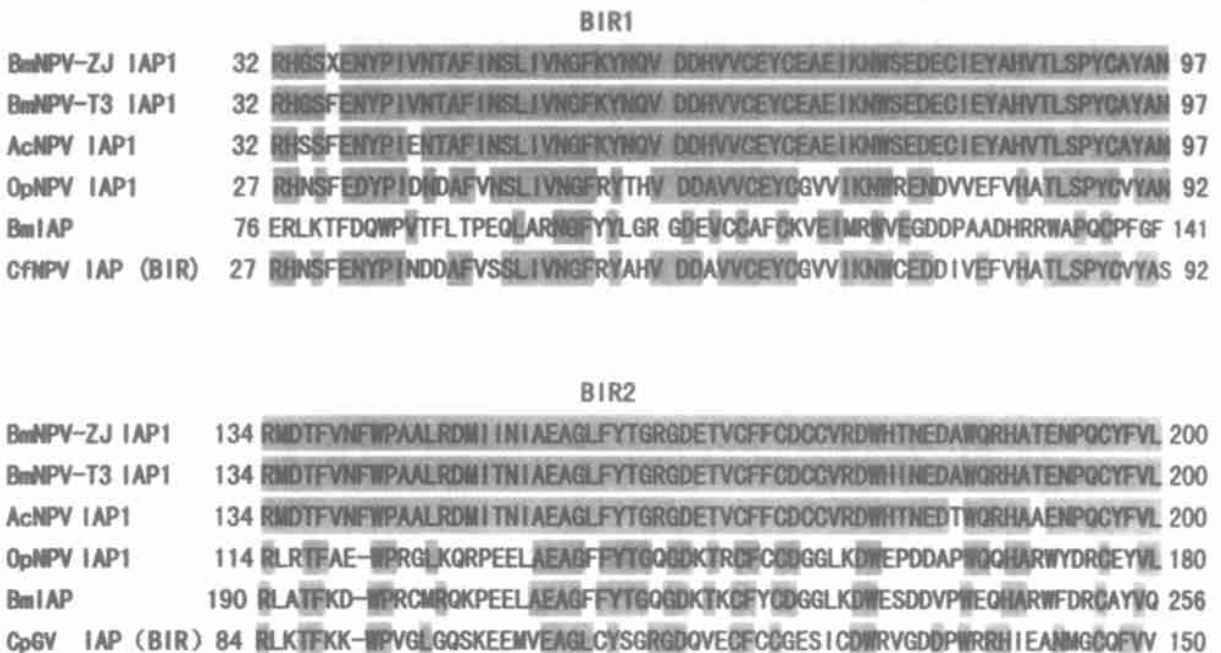 BIR1
BmNPV-ZJ IAP1 32 RHGSXENYPIVNTAFINSLIVNGFKYNQV DDHVVCEYCEAEIKNWSEDECIEYAHVTLSPYCAYAN 97
BmNPV-T3 IAP1 32 RHGSFENYPIVNTAFINSLIVNGFKYNQV DDHVVCEYCEAEIKNWSEDECIEYAHVTLSPYCAYAN 97
AcNPV IAP1 32 RHSSFENYPIENTAFINSLIVNGFKYNQV DDHVVCEYCEAEIKNWSEDECIEYAHVTLSPYCAYAN 97
OpNPV IAP1 27 RHNSFEDYPIDNDAFVNSLIVNGFRYTHV DDAVVCEYCGVVIKNWRENDVVEFVHATLSPYCVYAN 92
BmIAP 76 ERLKTFDQWPVTFLTPEQLARNGFYYLGR GDEVCCAFCKVEIMRWVEGDDPAADHRRWAPQCPFGF 141
CfNPV IAP (BIR) 27 RHNSFENYPINDDAFVSSLIVNGFRYAHV DDAVVCEYCGVVIKNWCEDDIVEFVHATLSPYCVYAS 92
BIR2
BmNPV-ZJ IAP1 134 RMDTFVNFWPAALRDMIINIAEAGLFYTGRGDETVCFFCDCCVRDWHTNEDAWQRHATENPQCYFVL 200
BmNPV-T3 IAP1 134 RMDTFVNFWPAALRDMITNIAEAGLFYTGRGDETVCFFCDCCVRDWHINEDAWQRHATENPQCYFVL 200
AcNPV IAP1 134 RMDTFVNFWPAALRDMITNIAEAGLFYTGRGDETVCFFCDCCVRDWHTNEDTWQRHAAENPQCYFVL 200
OpNPV IAP1 114 RLRTFAE-WPRGLKQRPEELAEAGFFYTGQGDKTRCFCCDGGLKDWEPDDAPWQQHARWYDRCEYVL 180
BmIAP 190 RLATFKD-WPRCMRQKPEELAEAGFFYTGQGDKTKCFYCDGGLKDWESDDVPWEQHARWFDRCAYVQ 256
CpGV IAP (BIR) 84 RLKTFKK-WPVGLGQSKEEMVEAGLCYSGRGDQVECFCCGESICDWRVGDDPWRRHIEANMGCQFVV 150